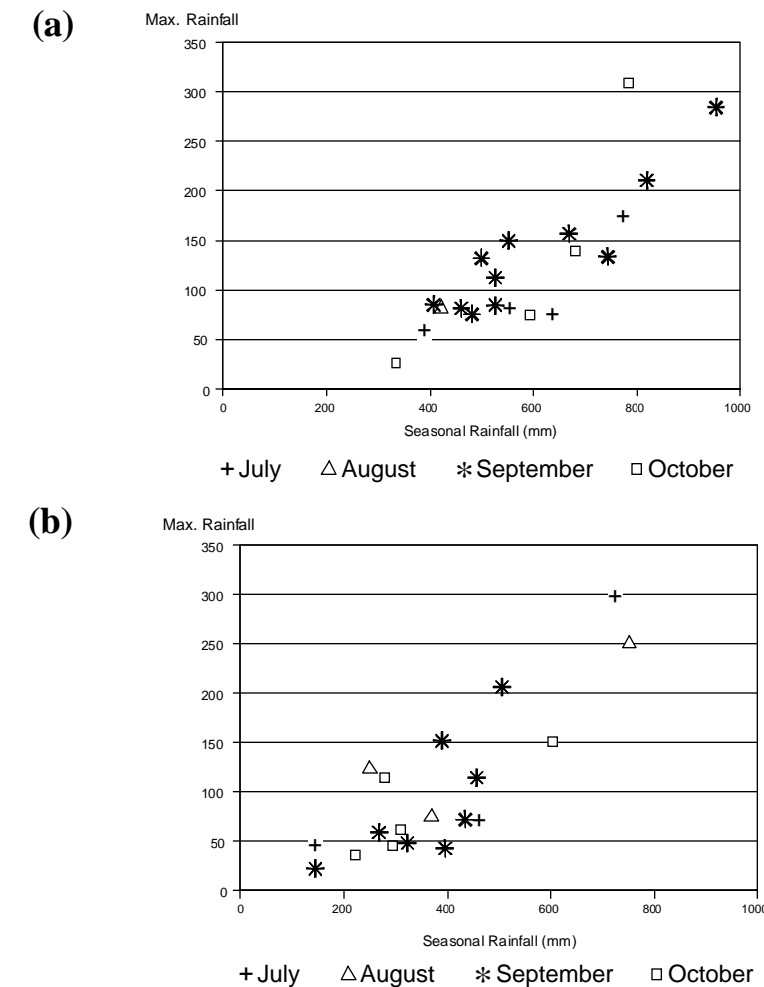 (a)
Max. Rainfall
350
300
250
200
150
100
50
0
0 200 400 600 800 1000
Seasonal Rainfall (mm)
+ July △ August ✳ September □ October
(b)
Max. Rainfall
350
300
250
200
150
100
50
0
0 200 400 600 800 1000
Seasonal Rainfall (mm)
+ July △ August ✳ September □ October